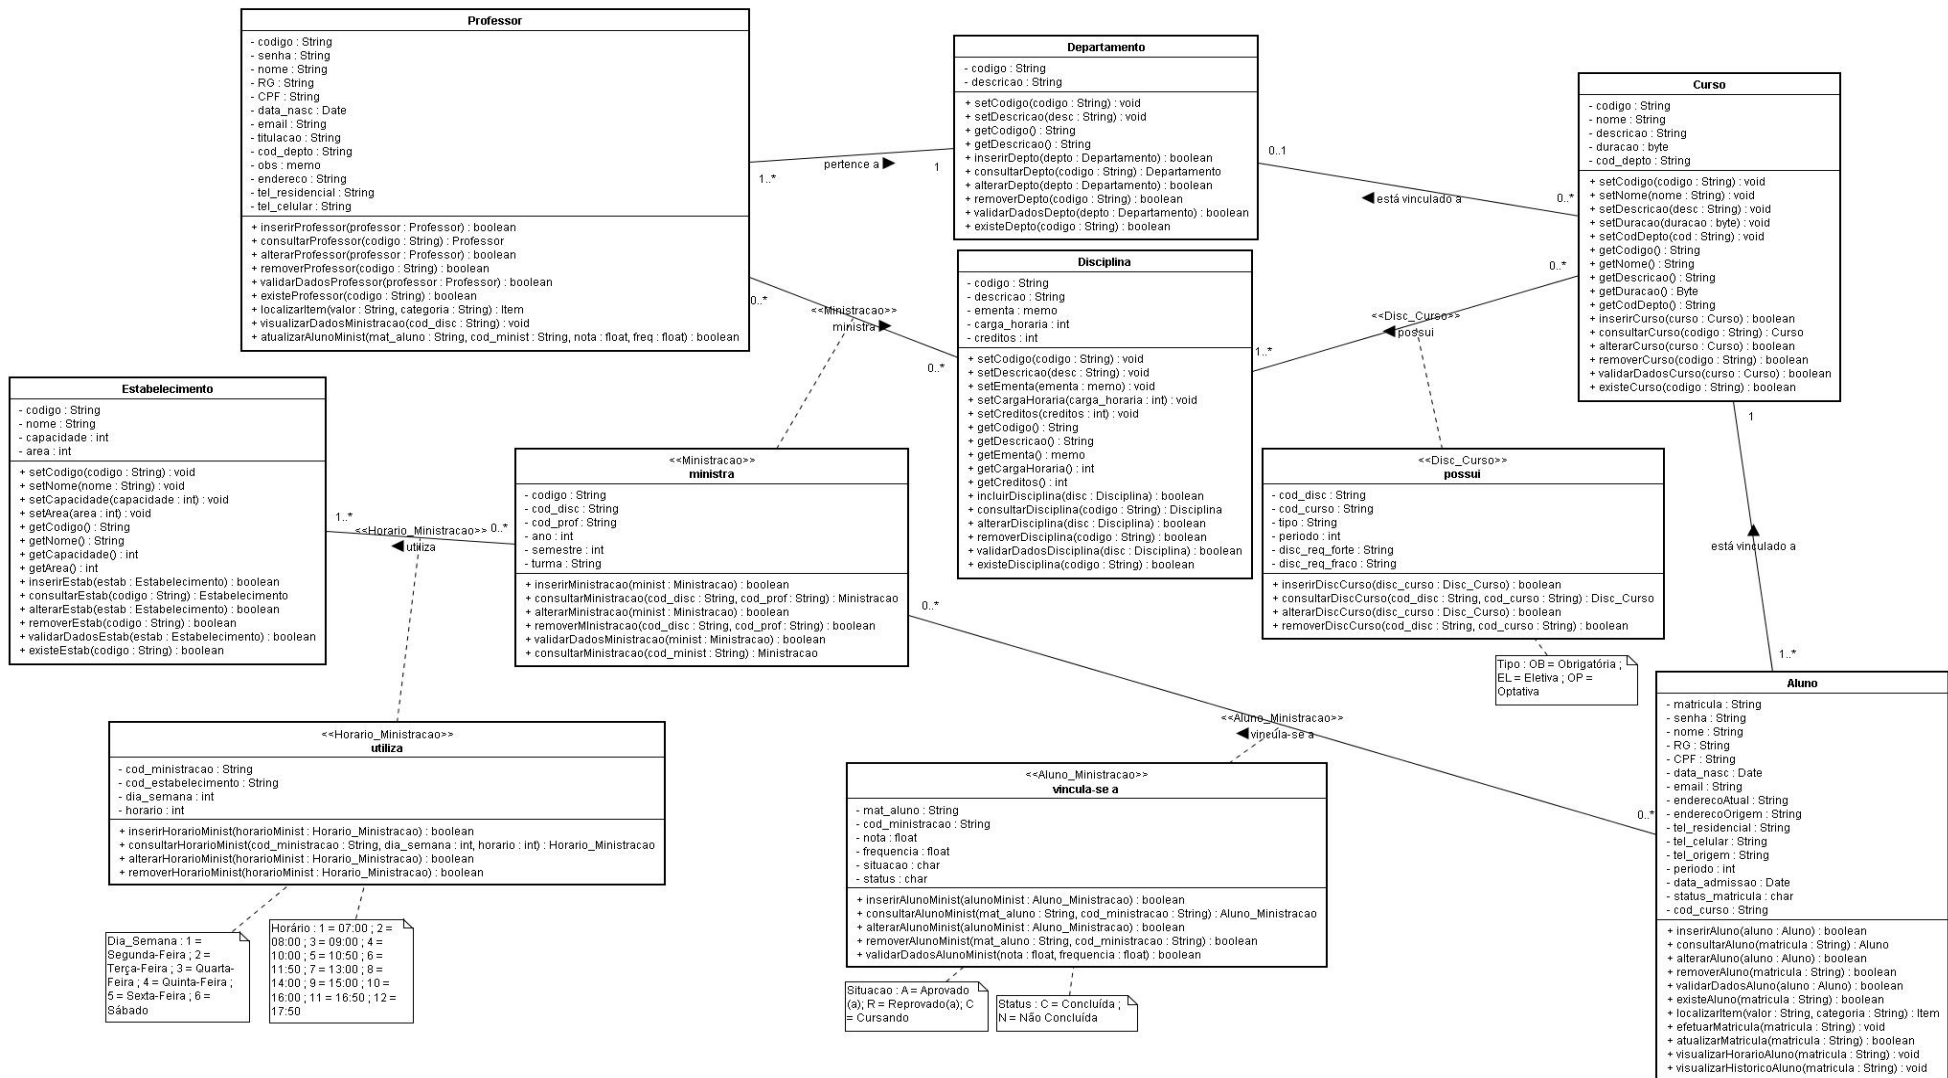 Professor
- codigo : String
- senha : String
- nome : String
- RG : String
- CPF : String
- data_nasc : Date
- email : String
- titulacao : String
- cod_depto : String
- obs : memo
- endereco : String
- tel_residencial : String
- tel_celular : String
+ inserirProfessor(professor : Professor) : boolean
+ consultarProfessor(codigo : String) : Professor
+ alterarProfessor(professor : Professor) : boolean
+ removerProfessor(codigo : String) : boolean
+ validarDadosProfessor(professor : Professor) : boolean
+ existeProfessor(codigo : String) : boolean
+ localizarItem(valor : String, categoria : String) : Item
+ visualizarDadosMinistracao(cod_disc : String) : void
+ atualizarAlunoMinist(mat_aluno : String, cod_minist : String, nota : float, freq : float) : boolean
pertence a
1..*
1
Departamento
- codigo : String
- descricao : String
+ setCodigo(codigo : String) : void
+ setDescricao(desc : String) : void
+ getCodigo() : String
+ getDescricao() : String
+ inserirDepto(depto : Departamento) : boolean
+ consultarDepto(codigo : String) : Departamento
+ alterarDepto(depto : Departamento) : boolean
+ removerDepto(codigo : String) : boolean
+ validarDadosDepto(depto : Departamento) : boolean
+ existeDepto(codigo : String) : boolean
0..1
está vinculado a
0..*
Curso
- codigo : String
- nome : String
- descricao : String
- duracao : byte
- cod_depto : String
+ setCodigo(codigo : String) : void
+ setNome(nome : String) : void
+ setDescricao(desc : String) : void
+ setDuracao(duracao : byte) : void
+ setCodDepto(cod : String) : void
+ getCodigo() : String
+ getNome() : String
+ getDescricao() : String
+ getDuracao() : Byte
+ getCodDepto() : String
+ inserirCurso(curso : Curso) : boolean
+ consultarCurso(codigo : String) : Curso
+ alterarCurso(curso : Curso) : boolean
+ removerCurso(codigo : String) : boolean
+ validarDadosCurso(curso : Curso) : boolean
+ existeCurso(codigo : String) : boolean
0..*
<<Ministracao>>
ministra
0..*
Disciplina
- codigo : String
- descricao : String
- ementa : memo
- carga_horaria : int
- creditos : int
+ setCodigo(codigo : String) : void
+ setDescricao(desc : String) : void
+ setEmenta(ementa : memo) : void
+ setCargaHoraria(carga_horaria : int) : void
+ setCreditos(creditos : int) : void
+ getCodigo() : String
+ getDescricao() : String
+ getEmenta() : memo
+ getCargaHoraria() : int
+ getCreditos() : int
+ incluirDisciplina(disc : Disciplina) : boolean
+ consultarDisciplina(codigo : String) : Disciplina
+ alterarDisciplina(disc : Disciplina) : boolean
+ removerDisciplina(codigo : String) : boolean
+ validarDadosDisciplina(disc : Disciplina) : boolean
+ existeDisciplina(codigo : String) : boolean
0..*
<<Disc_Curso>>
possui
1..*
Estabelecimento
- codigo : String
- nome : String
- capacidade : int
- area : int
+ setCodigo(codigo : String) : void
+ setNome(nome : String) : void
+ setCapacidade(capacidade : int) : void
+ setArea(area : int) : void
+ getCodigo() : String
+ getNome() : String
+ getCapacidade() : int
+ getArea() : int
+ inserirEstab(estab : Estabelecimento) : boolean
+ consultarEstab(codigo : String) : Estabelecimento
+ alterarEstab(estab : Estabelecimento) : boolean
+ removerEstab(codigo : String) : boolean
+ validarDadosEstab(estab : Estabelecimento) : boolean
+ existeEstab(codigo : String) : boolean
1..*
<<Horario_Ministracao>>
0..*
utiliza
<<Ministracao>>
ministra
- codigo : String
- cod_disc : String
- cod_prof : String
- ano : int
- semestre : int
- turma : String
+ inserirMinistracao(minist : Ministracao) : boolean
+ consultarMinistracao(cod_disc : String, cod_prof : String) : Ministracao
+ alterarMinistracao(minist : Ministracao) : boolean
+ removerMInistracao(cod_disc : String, cod_prof : String) : boolean
+ validarDadosMinistracao(minist : Ministracao) : boolean
+ consultarMinistracao(cod_minist : String) : Ministracao
<<Disc_Curso>>
possui
- cod_disc : String
- cod_curso : String
- tipo : String
- periodo : int
- disc_req_forte : String
- disc_req_fraco : String
+ inserirDiscCurso(disc_curso : Disc_Curso) : boolean
+ consultarDiscCurso(cod_disc : String, cod_curso : String) : Disc_Curso
+ alterarDiscCurso(disc_curso : Disc_Curso) : boolean
+ removerDiscCurso(cod_disc : String, cod_curso : String) : boolean
Tipo : OB = Obrigatória ;
EL = Eletiva ; OP =
Optativa
1
está vinculado a
1..*
0..*
<<Aluno_Ministracao>>
vincula-se a
0..*
<<Horario_Ministracao>>
utiliza
- cod_ministracao : String
- cod_estabelecimento : String
- dia_semana : int
- horario : int
+ inserirHorarioMinist(horarioMinist : Horario_Ministracao) : boolean
+ consultarHorarioMinist(cod_ministracao : String, dia_semana : int, horario : int) : Horario_Ministracao
+ alterarHorarioMinist(horarioMinist : Horario_Ministracao) : boolean
+ removerHorarioMinist(horarioMinist : Horario_Ministracao) : boolean
Dia_Semana : 1 =
Segunda-Feira ; 2 =
Terça-Feira ; 3 = Quarta-
Feira ; 4 = Quinta-Feira ;
5 = Sexta-Feira ; 6 =
Sábado
Horário : 1 = 07:00 ; 2 =
08:00 ; 3 = 09:00 ; 4 =
10:00 ; 5 = 10:50 ; 6 =
11:50 ; 7 = 13:00 ; 8 =
14:00 ; 9 = 15:00 ; 10 =
16:00 ; 11 = 16:50 ; 12 =
17:50
<<Aluno_Ministracao>>
vincula-se a
- mat_aluno : String
- cod_ministracao : String
- nota : float
- frequencia : float
- situacao : char
- status : char
+ inserirAlunoMinist(alunoMinist : Aluno_Ministracao) : boolean
+ consultarAlunoMinist(mat_aluno : String, cod_ministracao : String) : Aluno_Ministracao
+ alterarAlunoMinist(alunoMinist : Aluno_Ministracao) : boolean
+ removerAlunoMinist(mat_aluno : String, cod_ministracao : String) : boolean
+ validarDadosAlunoMinist(nota : float, frequencia : float) : boolean
Situacao : A = Aprovado
(a); R = Reprovado(a); C
= Cursando
Status : C = Concluída ;
N = Não Concluída
Aluno
- matricula : String
- senha : String
- nome : String
- RG : String
- CPF : String
- data_nasc : Date
- email : String
- enderecoAtual : String
- enderecoOrigem : String
- tel_residencial : String
- tel_celular : String
- tel_origem : String
- periodo : int
- data_admissao : Date
- status_matricula : char
- cod_curso : String
+ inserirAluno(aluno : Aluno) : boolean
+ consultarAluno(matricula : String) : Aluno
+ alterarAluno(aluno : Aluno) : boolean
+ removerAluno(matricula : String) : boolean
+ validarDadosAluno(aluno : Aluno) : boolean
+ existeAluno(matricula : String) : boolean
+ localizarItem(valor : String, categoria : String) : Item
+ efetuarMatricula(matricula : String) : void
+ atualizarMatricula(matricula : String) : boolean
+ visualizarHorarioAluno(matricula : String) : void
+ visualizarHistoricoAluno(matricula : String) : void